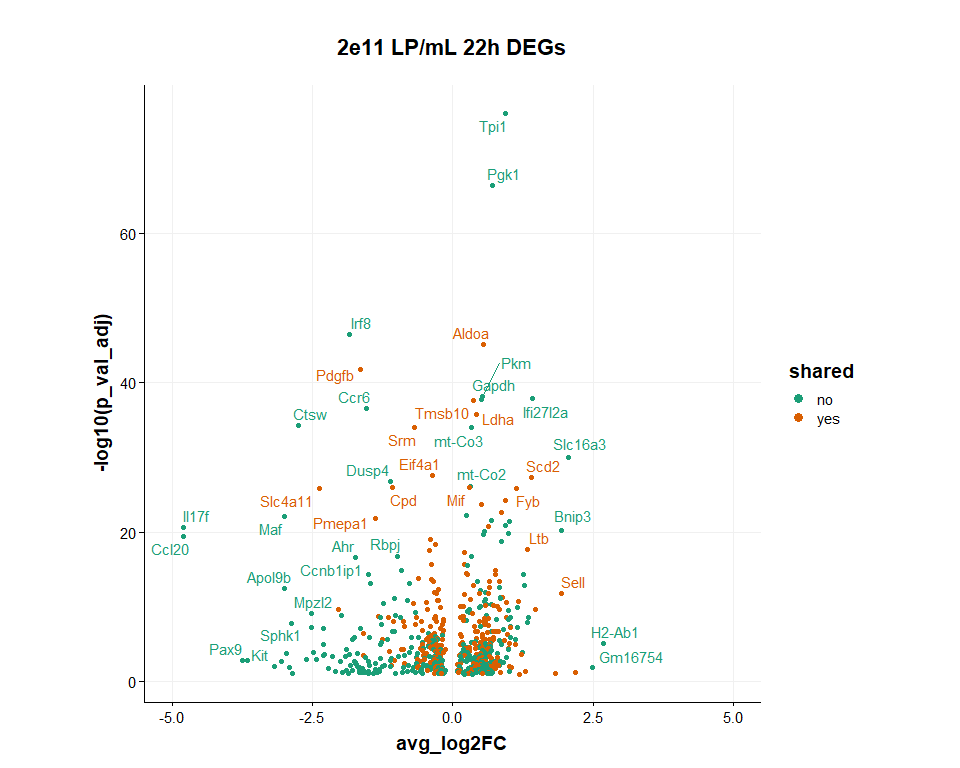 2e11 LP/mL 22h DEGs
Tpi1
Pgk1
60
Irf8
Aldoa
Pdgfb
Pkm
40
Gapdh
Ccr6
Ifi27l2a
Ctsw
Tmsb10
Ldha
Srm
mt-Co3
Slc16a3
Eif4a1
Scd2
Dusp4
mt-Co2
Slc4a11
Cpd
Mif
Fyb
Il17f
Pmepa1
Bnip3
Maf
20
Ccl20
Ahr
Rbpj
Ltb
Apol9b
Ccnb1ip1
Sell
Mpzl2
Sphk1
H2-Ab1
Pax9
Kit
Gm16754
0
-5.0
-2.5
0.0
2.5
5.0
avg_log2FC
-log10(p_val_adj)
shared
no
yes